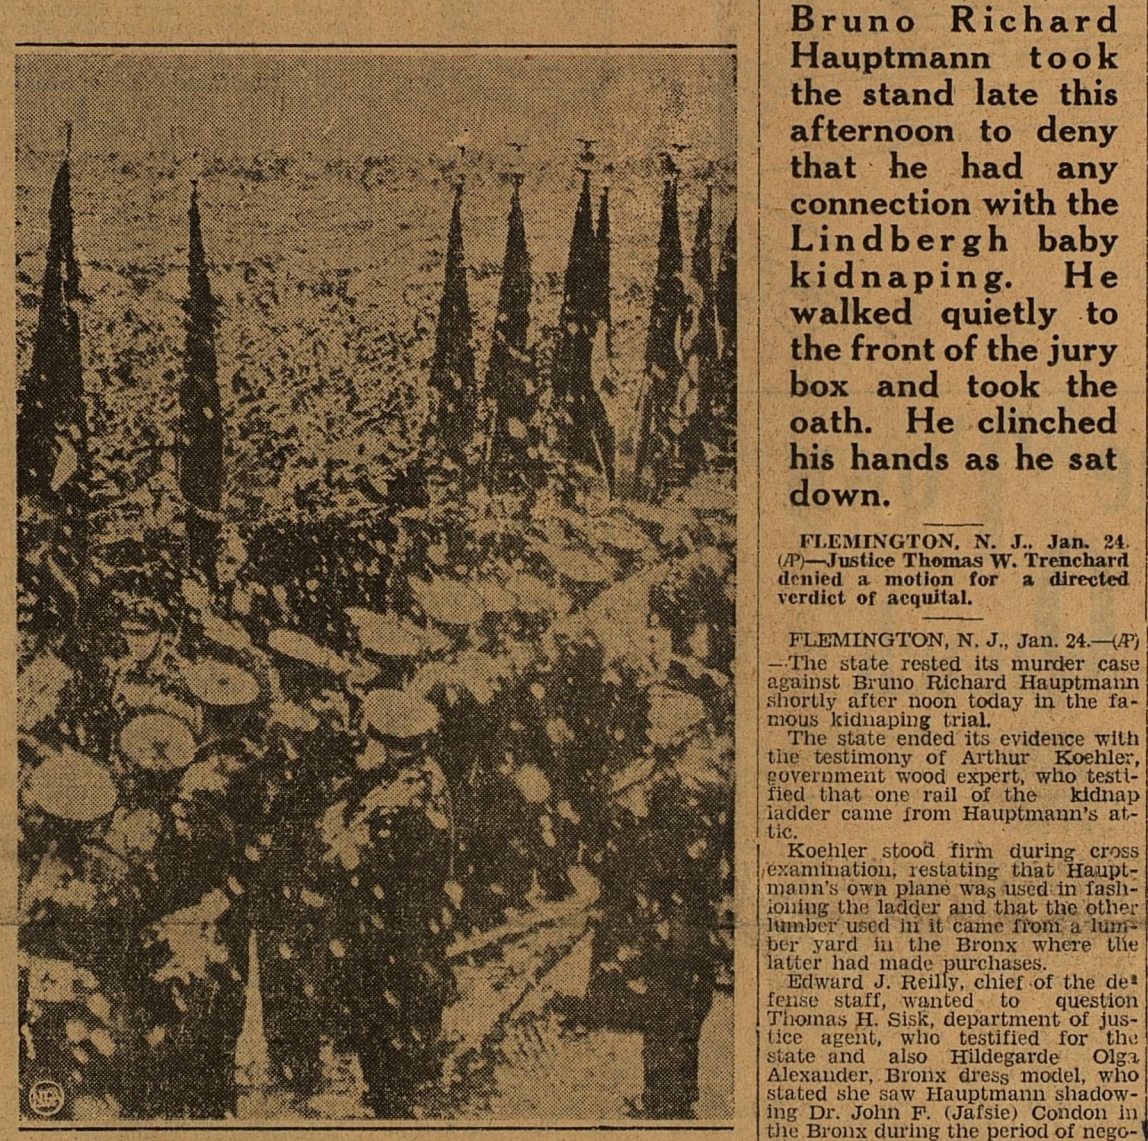 Bruno Richard
Hauptmann took
the stand late this
afternoon to deny
that he had any
connection with the
Lindbergh baby
kidnaping. He
walked quietly to
the front of the jury
box and took the
oath. He clinched
his hands as he sat
down.
FLEMINGTON, N. J., Jan. 24.
(AP)—Justice Thomas W. Trenchard
denied a motion for a directed
verdict of acquital.
FLEMINGTON, N. J., Jan. 24.—(AP)
—The state rested its murder case
against Bruno Richard Hauptmann
shortly after noon today in the fa-
mous kidnaping trial.
The state ended its evidence with
the testimony of Arthur Koehler,
government wood expert, who testi-
fied that one rail of the kidnap
ladder came from Hauptmann's at-
tic.
Koehler stood firm during cross
examination, restating that Haupt-
mann's own plane was used in fash-
ioning the ladder and that the other
lumber used in it came from a lum-
ber yard in the Bronx where the
latter had made purchases.
Edward J. Reilly, chief of the de-
fense staff, wanted to question
Thomas H. Sisk, department of jus-
tice agent, who testified for the
state and also Hildegarde Olga
Alexander, Bronx dress model, who
stated she saw Hauptmann shadow-
ing Dr. John F. (Jafsie) Condon in
the Bronx during the period of nego-
NEA